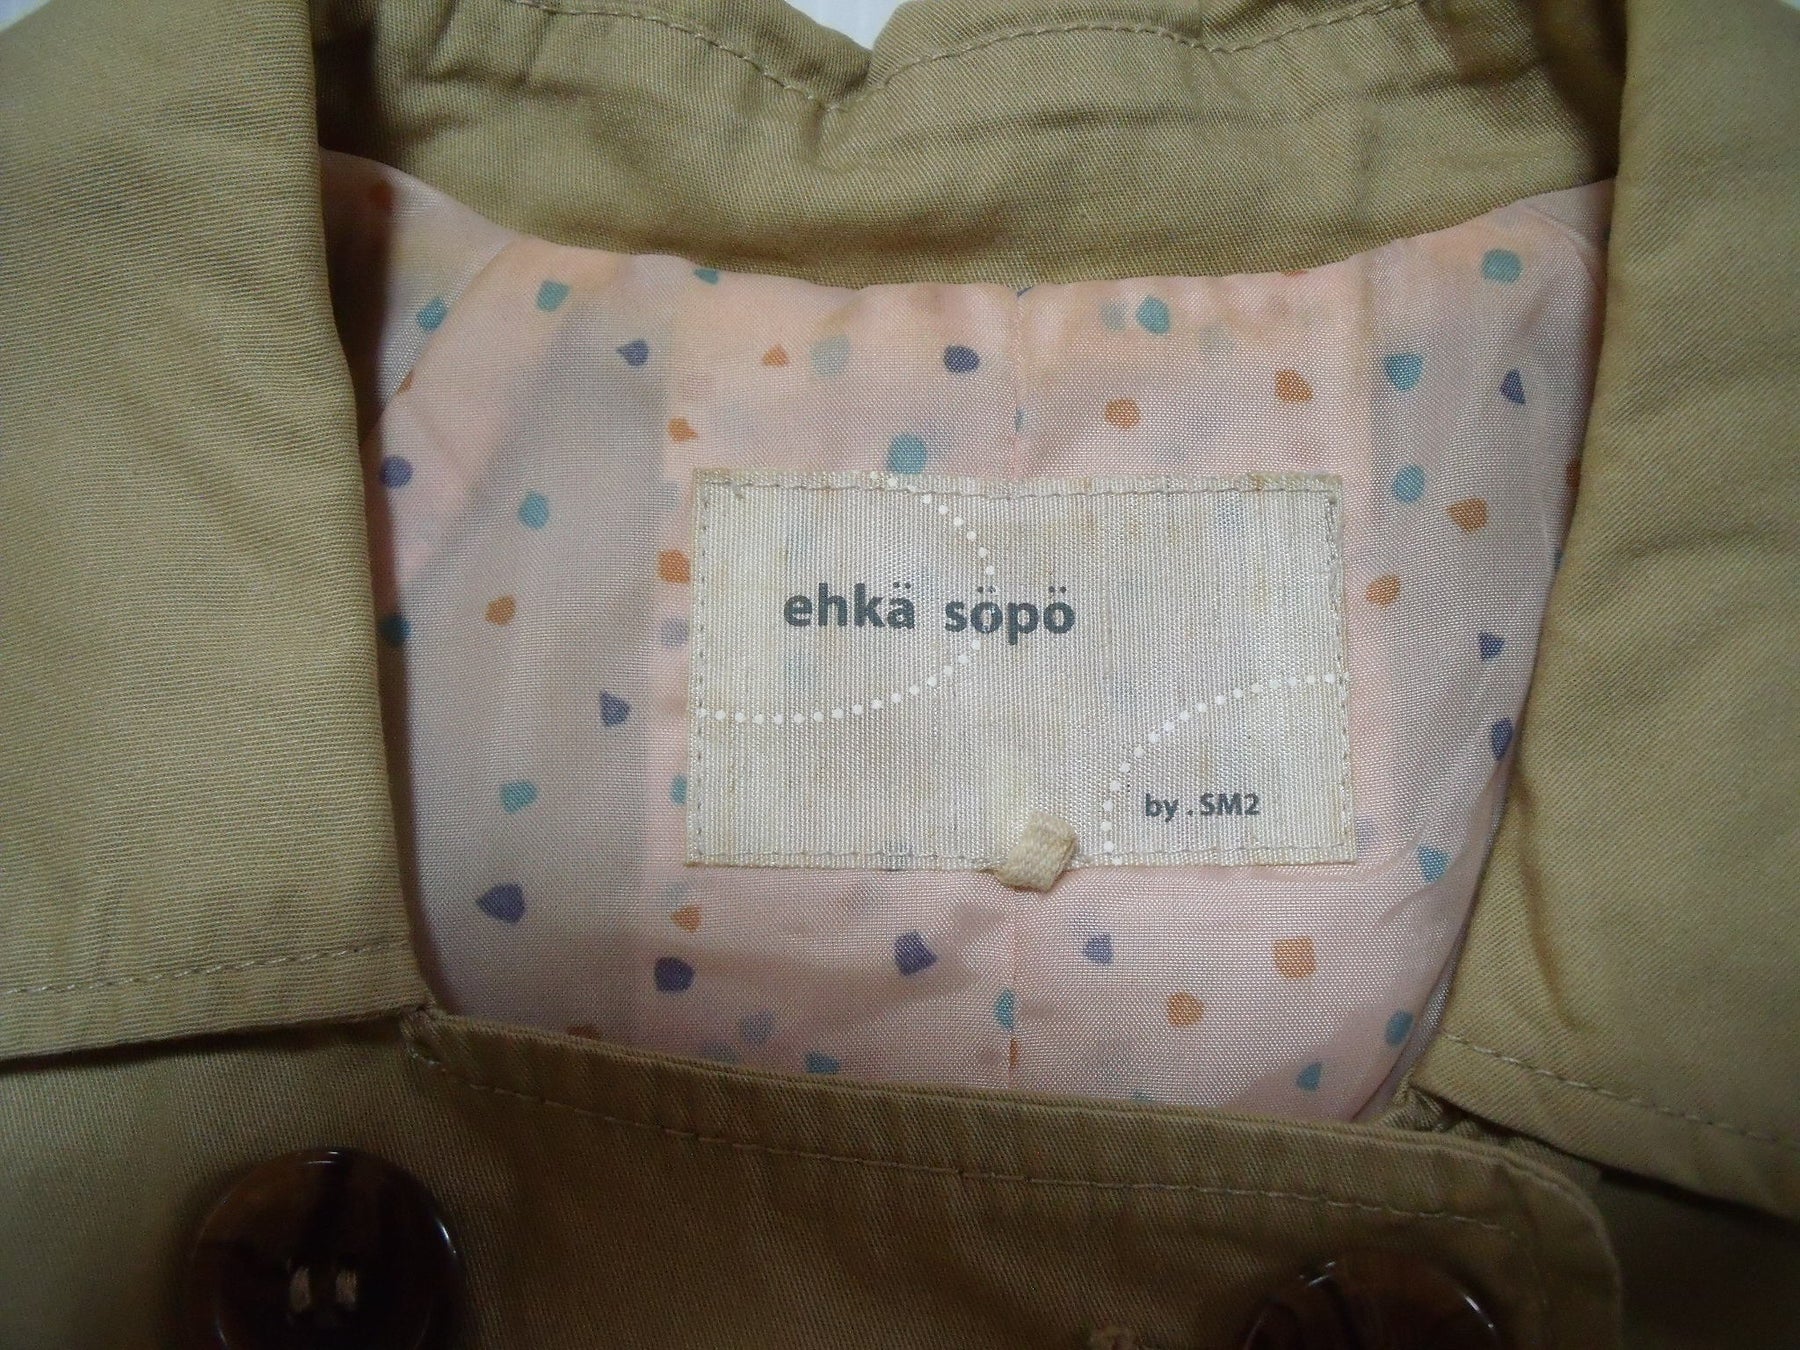 ehkä söpö
by . SM2